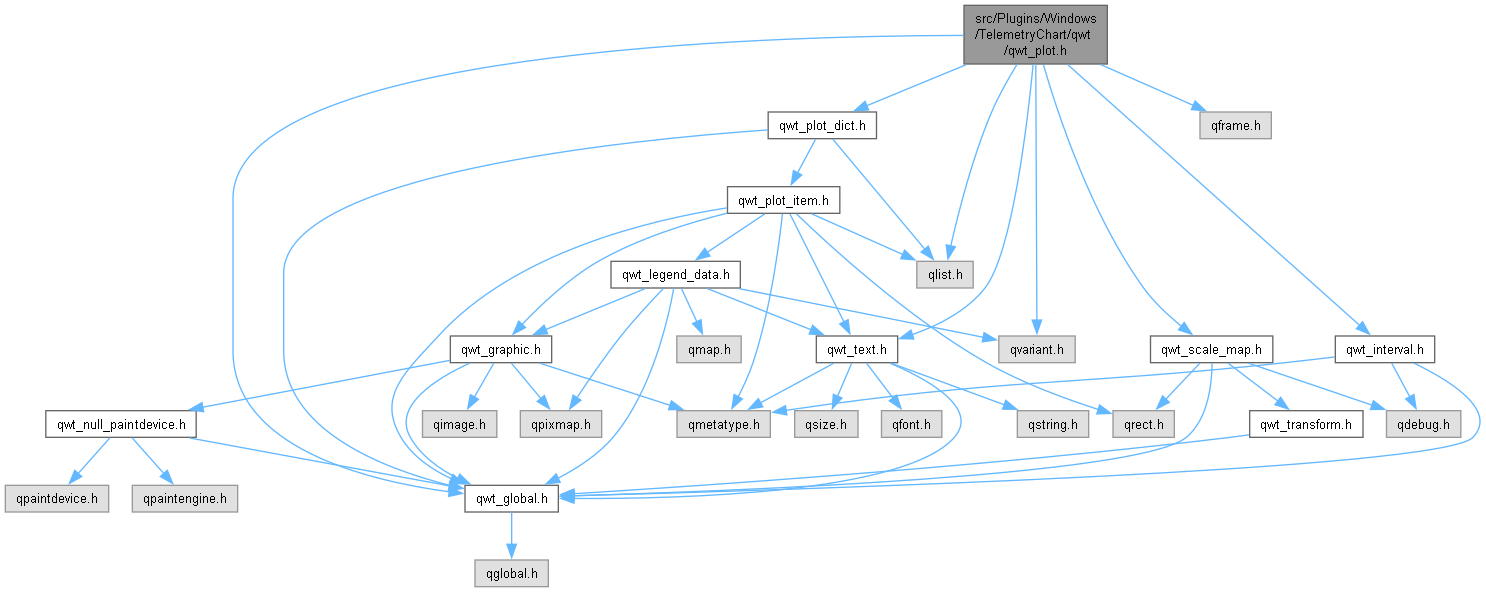 src/Plugins/Windows
/TelemetryChart/qwt
/qwt_plot.h
qwt_plot_dict.h
qframe.h
qwt_plot_item.h
qwt_legend_data.h
qlist.h
qwt_graphic.h
qmap.h
qwt_text.h
qvariant.h
qwt_scale_map.h
qwt_interval.h
qwt_null_paintdevice.h
qimage.h
qpixmap.h
qmetatype.h
qsize.h
qfont.h
qstring.h
qrect.h
qwt_transform.h
qdebug.h
qpaintdevice.h
qpaintengine.h
qwt_global.h
qglobal.h